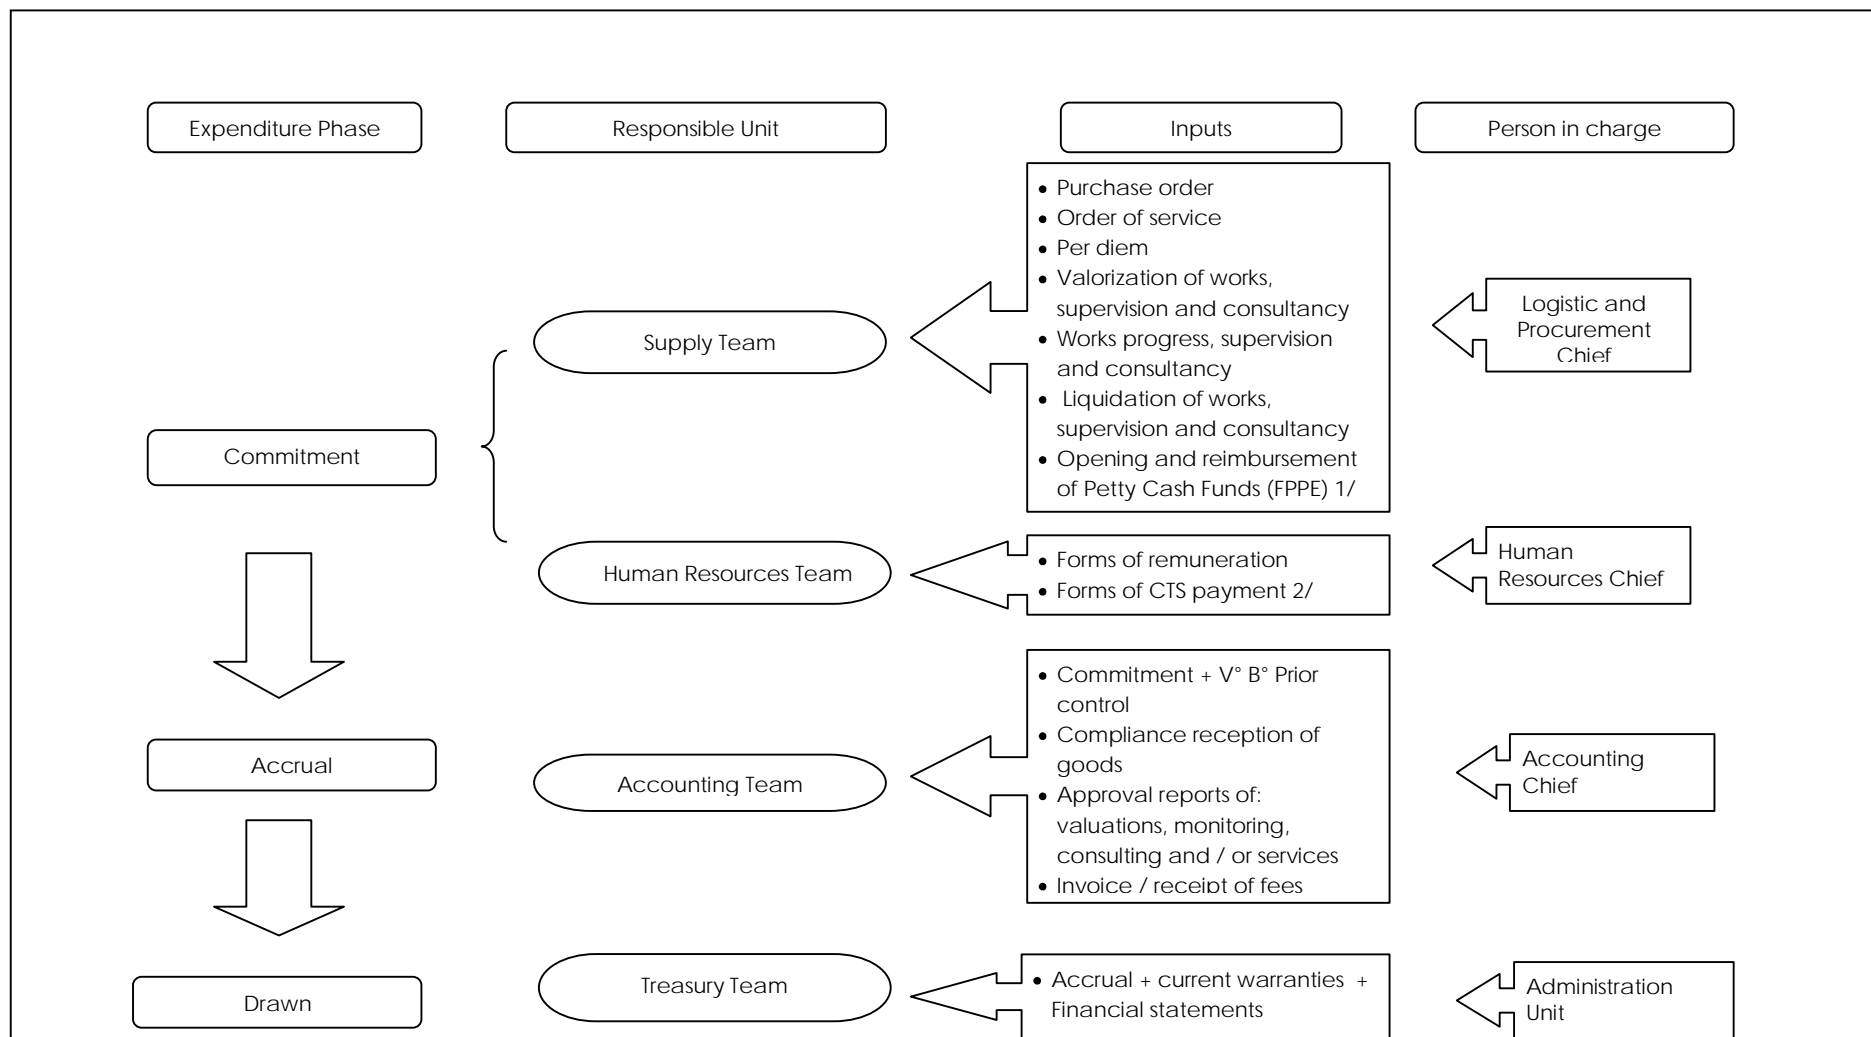 Expenditure Phase
Responsible Unit
Inputs
Person in charge
• Purchase order
• Order of service
• Per diem
• Valorization of works,
supervision and consultancy
• Works progress, supervision
and consultancy
• Liquidation of works,
supervision and consultancy
• Opening and reimbursement
of Petty Cash Funds (FPPE) 1/
Supply Team
Logistic and
Procurement
Chief
Commitment
Human Resources Team
• Forms of remuneration
• Forms of CTS payment 2/
Human
Resources Chief
Accrual
Accounting Team
• Commitment + V° B° Prior
control
• Compliance reception of
goods
• Approval reports of:
valuations, monitoring,
consulting and / or services
• Invoice / receipt of fees
Accounting
Chief
Drawn
Treasury Team
• Accrual + current warranties +
Financial statements
Administration
Unit